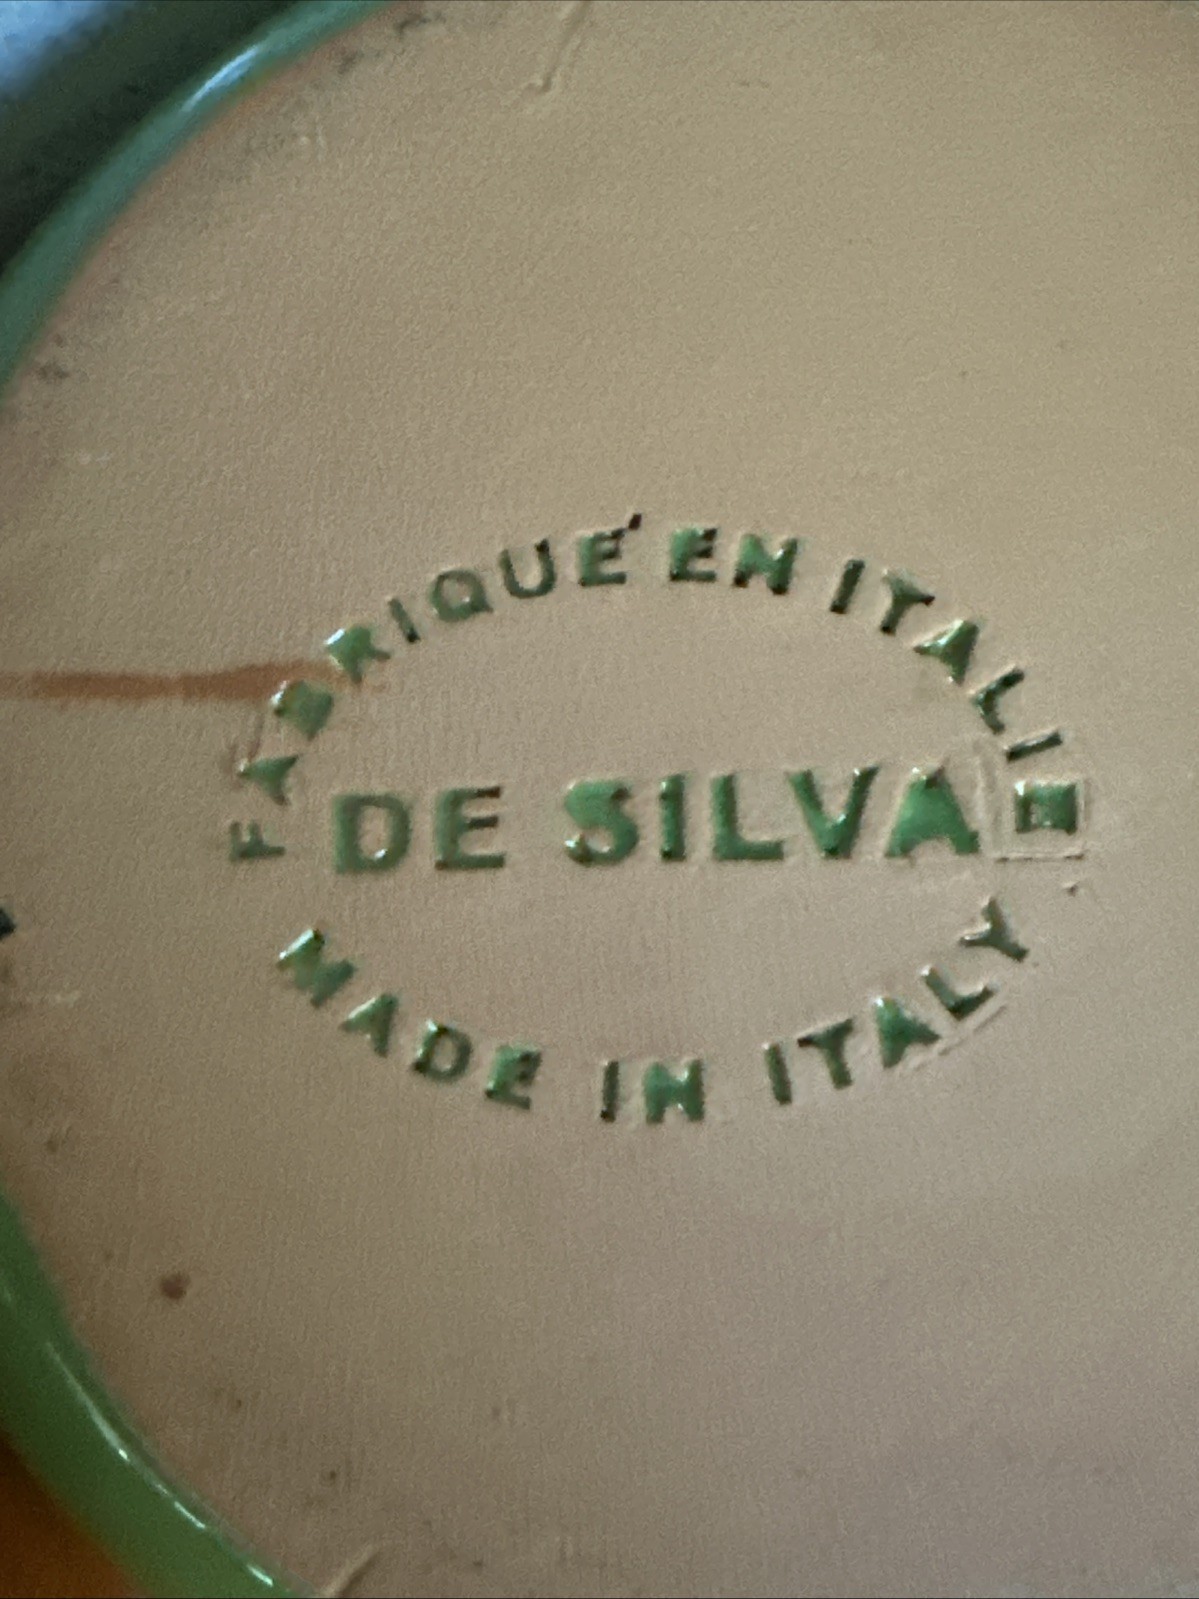 FABRIQUÉ EN ITALIE
DE SILVA
MADE IN ITALY